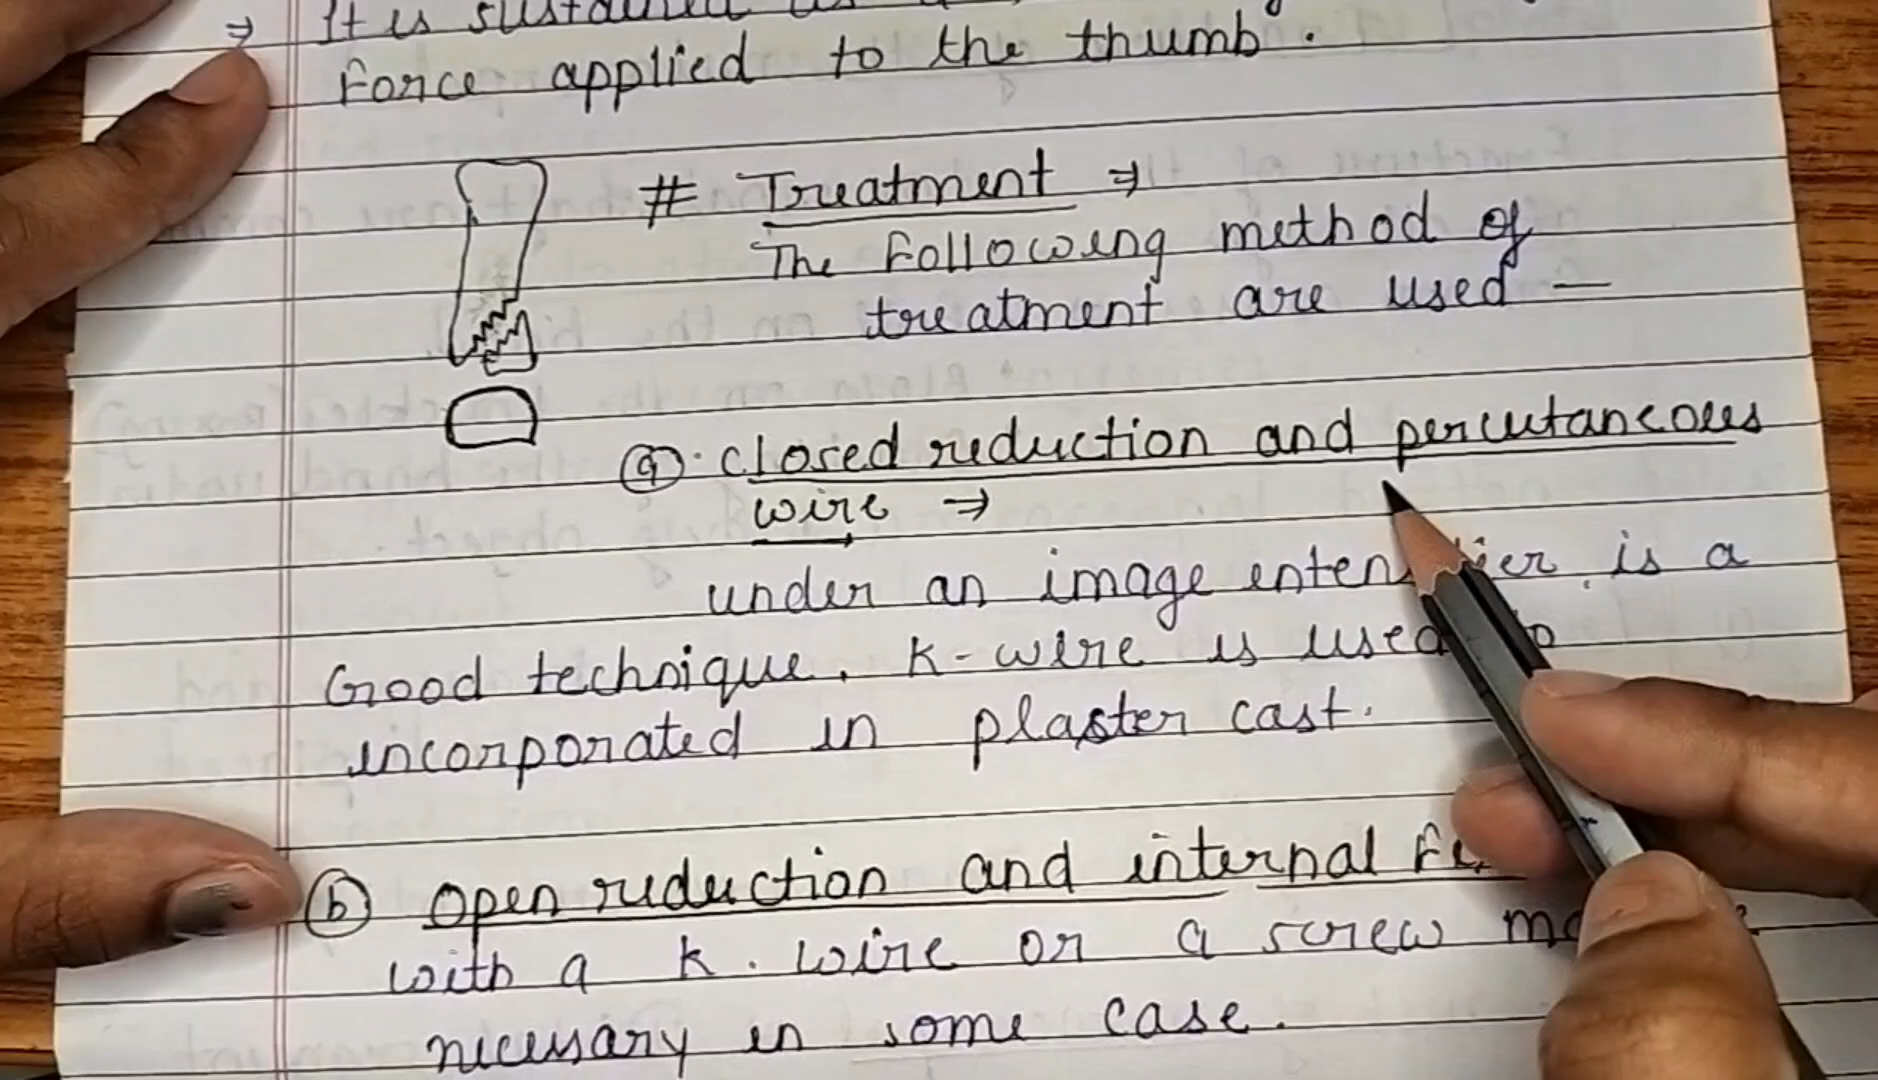 ⇒ It is sustained
Force applied to the thumb.
# Treatment ⇒
The Following method of
treatment are used —
(a). closed reduction and percutaneous
wire →
under an image is a
Good technique. K-wire is used
incorporated in plaster cast.
(b) open reduction and internal
with a k. wire or a screw
nicessary in some case.